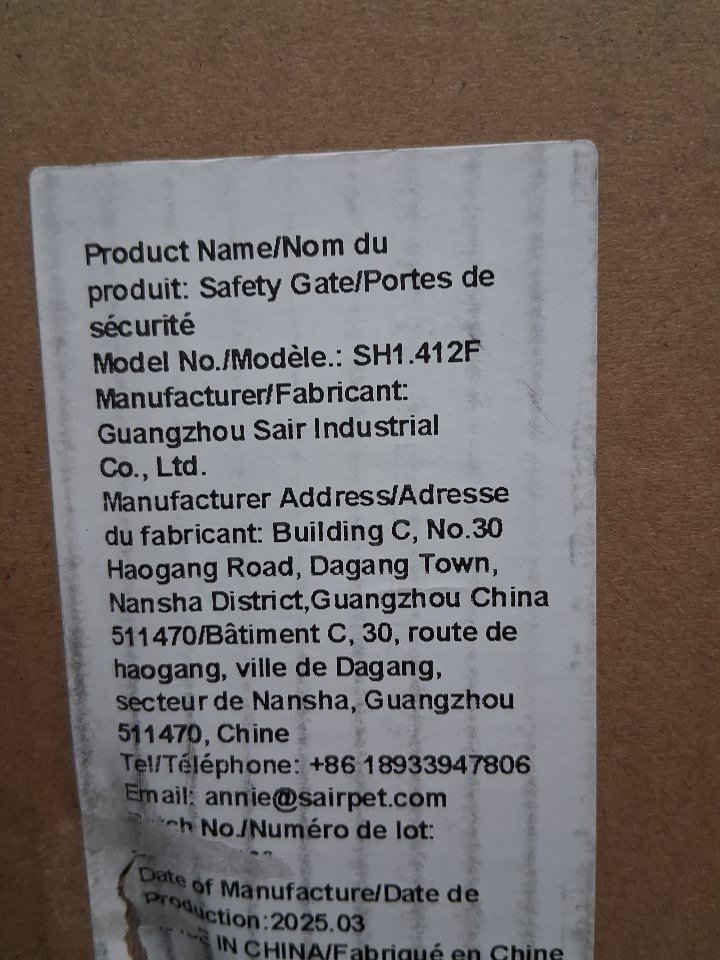 Product Name/Nom du
produit: Safety Gate/Portes de
sécurité
Model No./Modèle.: SH1.412F
Manufacturer/Fabricant:
Guangzhou Sair Industrial
Co., Ltd.
Manufacturer Address/Adresse
du fabricant: Building C, No.30
Haogang Road, Dagang Town,
Nansha District,Guangzhou China
511470/Bâtiment C, 30, route de
haogang, ville de Dagang,
secteur de Nansha, Guangzhou
511470, Chine
Tel/Téléphone: +86 18933947806
Email: annie@sairpet.com
No./Numéro de lot:
Date of Manufacture/Date de
Production:2025.03
IN CHINA/Fabriqué en Chine